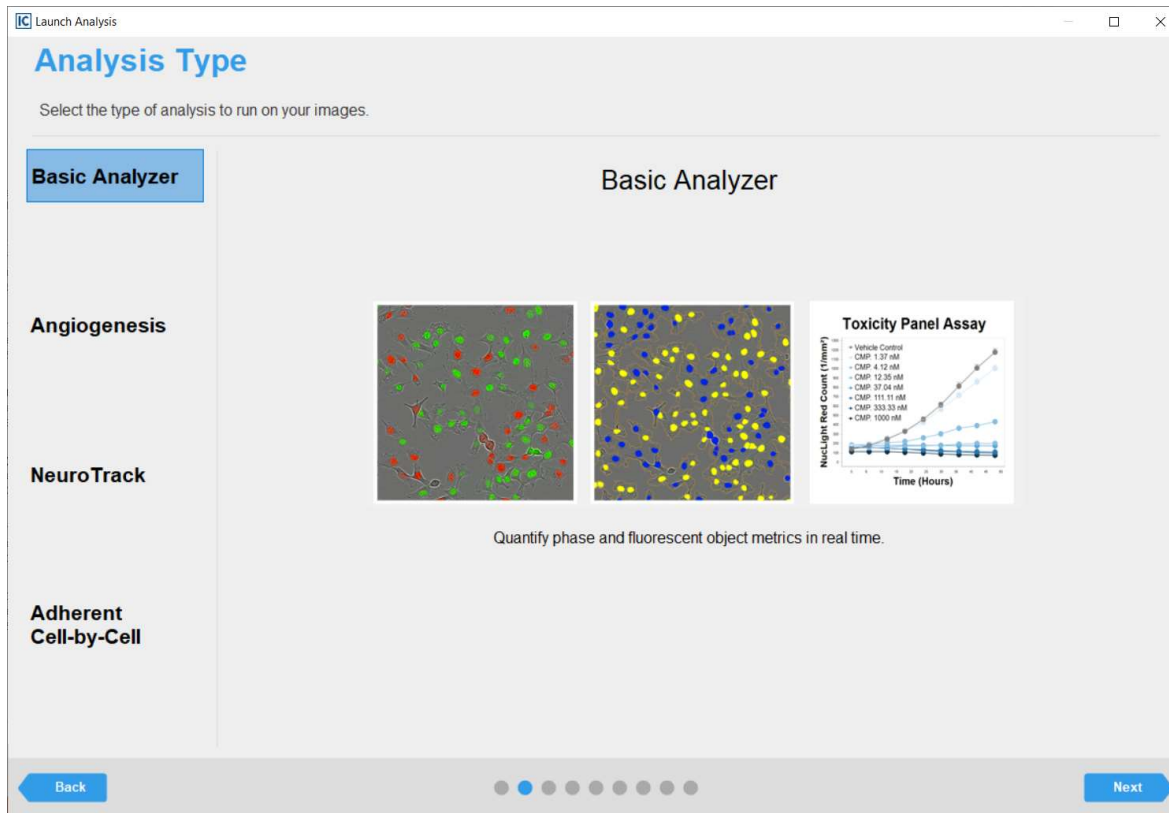 IC Launch Analysis
Analysis Type
Select the type of analysis to run on your images.
Basic Analyzer
Angiogenesis
NeuroTrack
Adherent
Cell-by-Cell
Basic Analyzer
Toxicity Panel Assay
NucLight Red Count (1/mm²)
Vehicle Control
CMP: 1.37 nM
CMP: 4.12 nM
CMP: 12.35 nM
CMP: 37.04 nM
CMP: 111.11 nM
CMP: 333.33 nM
CMP: 1000 nM
Time (Hours)
Quantify phase and fluorescent object metrics in real time.
Back
Next